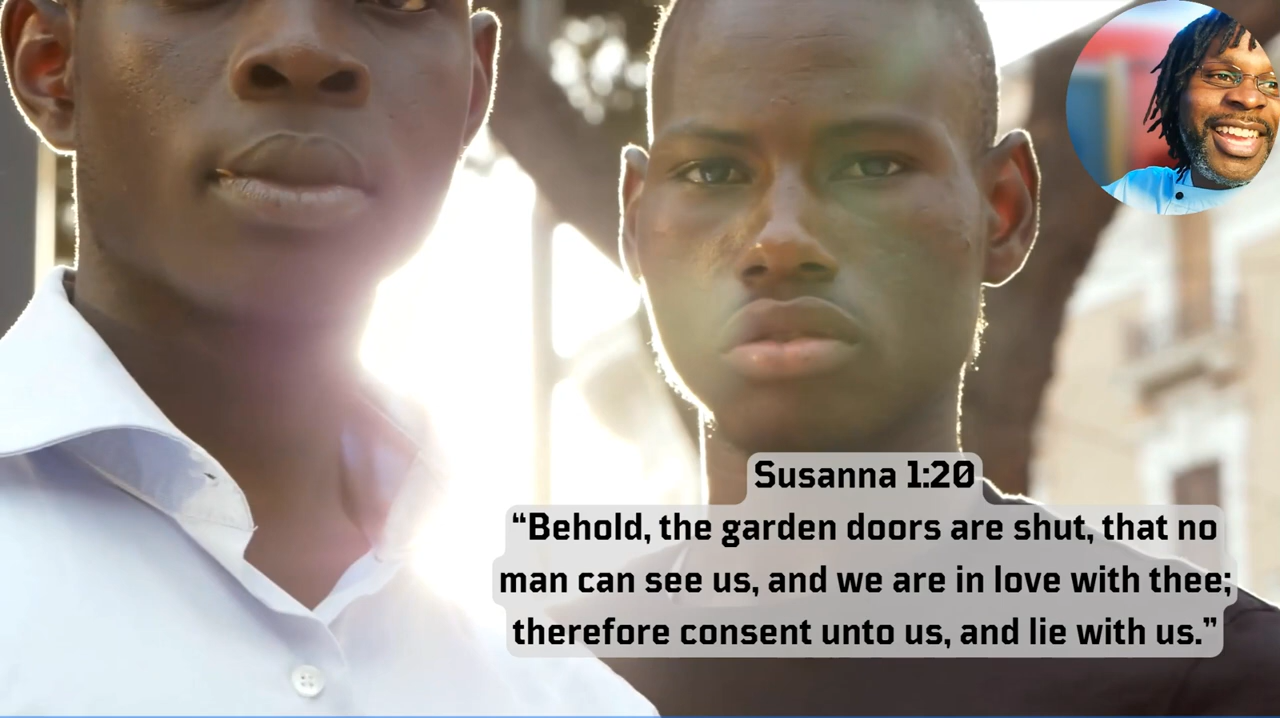 Susanna 1:20
“Behold, the garden doors are shut, that no
man can see us, and we are in love with thee;
therefore consent unto us, and lie with us.”